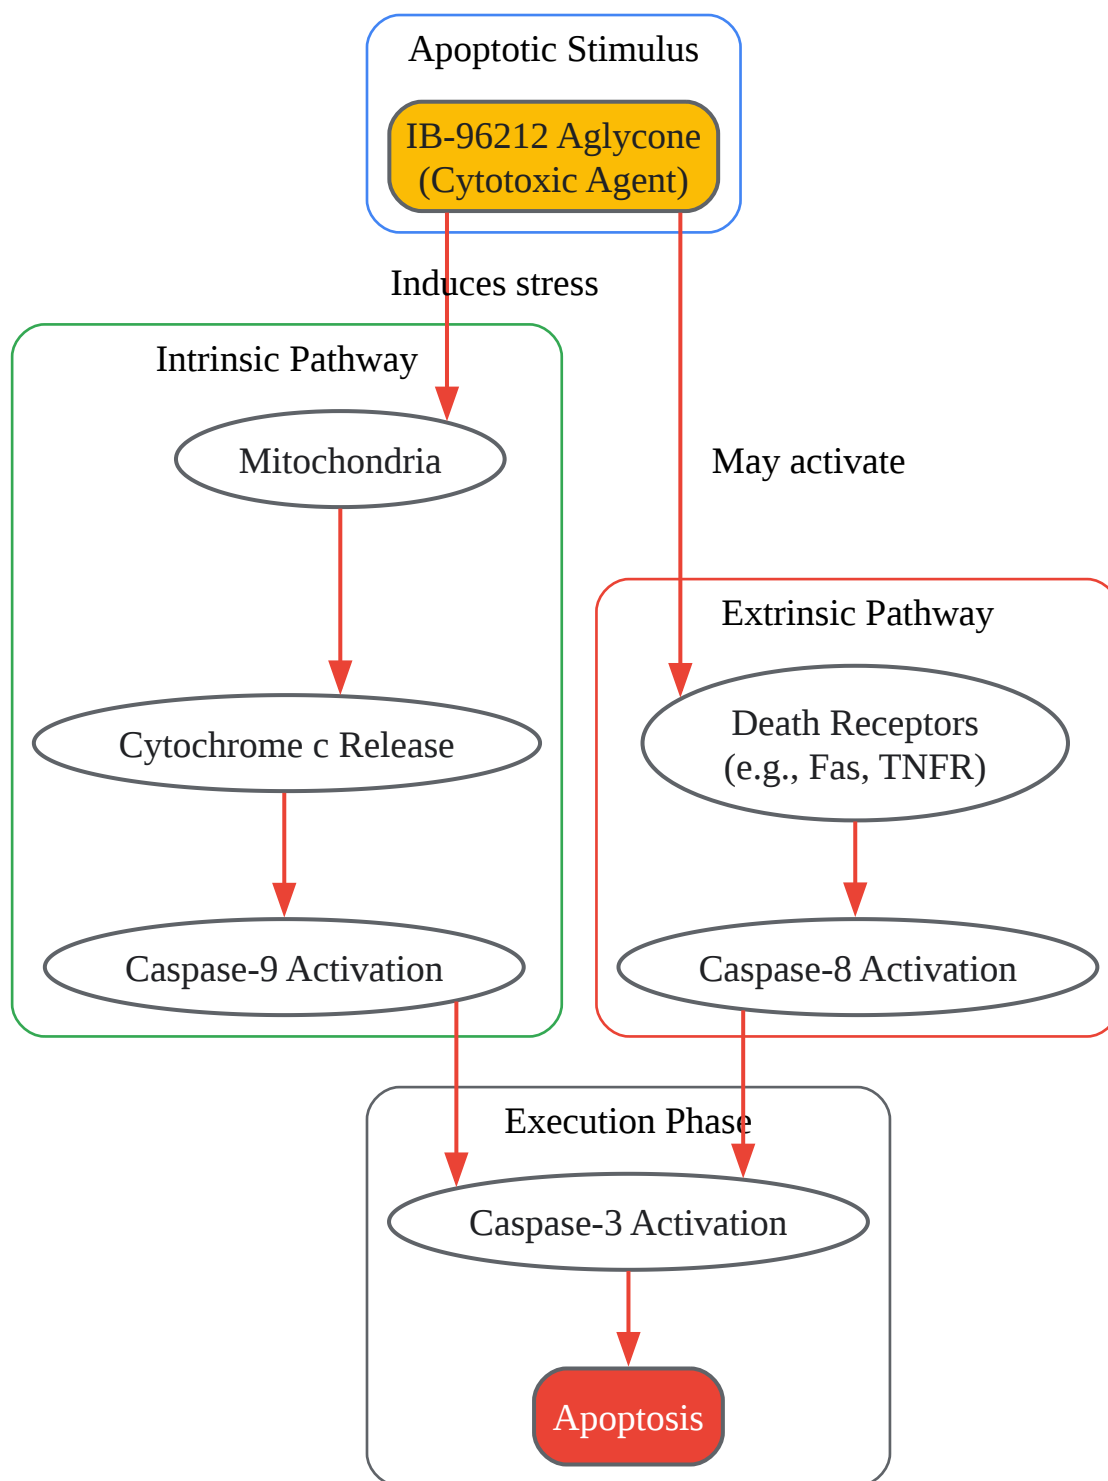 Apoptotic Stimulus
IB-96212 Aglycone
(Cytotoxic Agent)
Induces stress
Intrinsic Pathway
Mitochondria
May activate
Extrinsic Pathway
Cytochrome c Release
Death Receptors
(e.g., Fas, TNFR)
Caspase-9 Activation
Caspase-8 Activation
Execution Phase
Caspase-3 Activation
Apoptosis